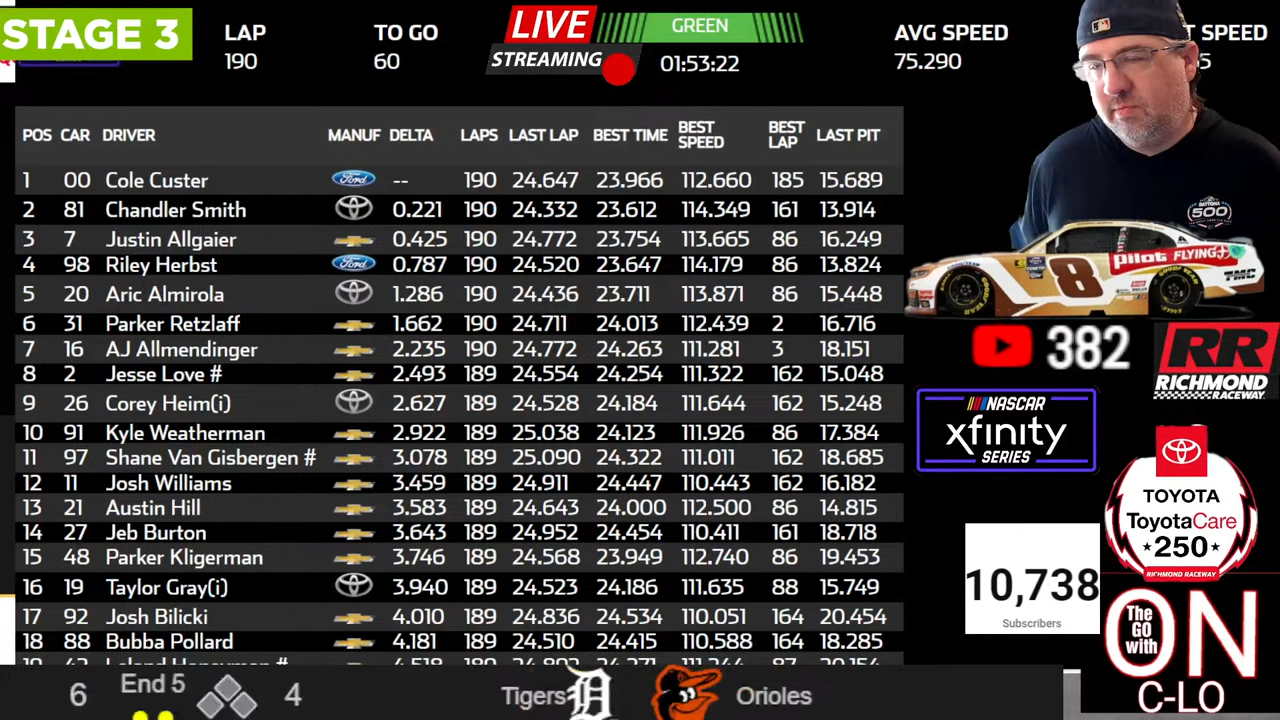 STAGE 3
LAP
190
TO GO
60
LIVE
STREAMING
GREEN
01:53:22
AVG SPEED
75.290
T SPEED
5
POS CAR DRIVER MANUF DELTA LAPS LAST LAP BEST TIME BEST SPEED BEST LAP LAST PIT
1 00 Cole Custer Ford -- 190 24.647 23.966 112.660 185 15.689
2 81 Chandler Smith 0.221 190 24.332 23.612 114.349 161 13.914
3 7 Justin Allgaier 0.425 190 24.772 23.754 113.665 86 16.249
4 98 Riley Herbst Ford 0.787 190 24.520 23.647 114.179 86 13.824
5 20 Aric Almirola 1.286 190 24.436 23.711 113.871 86 15.448
6 31 Parker Retzlaff 1.662 190 24.711 24.013 112.439 2 16.716
7 16 AJ Allmendinger 2.235 190 24.772 24.263 111.281 3 18.151
8 2 Jesse Love # 2.493 189 24.554 24.254 111.322 162 15.048
9 26 Corey Heim(i) 2.627 189 24.528 24.184 111.644 162 15.248
10 91 Kyle Weatherman 2.922 189 25.038 24.123 111.926 86 17.384
11 97 Shane Van Gisbergen # 3.078 189 25.090 24.322 111.011 162 18.685
12 11 Josh Williams 3.459 189 24.911 24.447 110.443 162 16.182
13 21 Austin Hill 3.583 189 24.643 24.000 112.500 86 14.815
14 27 Jeb Burton 3.643 189 24.952 24.454 110.411 161 18.718
15 48 Parker Kligerman 3.746 189 24.568 23.949 112.740 86 19.453
16 19 Taylor Gray(i) 3.940 189 24.523 24.186 111.635 88 15.749
17 92 Josh Bilicki 4.010 189 24.836 24.534 110.051 164 20.454
18 88 Bubba Pollard 4.181 189 24.510 24.415 110.588 164 18.285
DAYTONA
500
8
Pilot FLYING J
TMC
382
RR
RICHMOND
RACEWAY
NASCAR
xfinity
SERIES
TOYOTA
ToyotaCare
250
RICHMOND RACEWAY
10,738
Subscribers
The GO with
ON
C-LO
6 End 5 4 Tigers Orioles